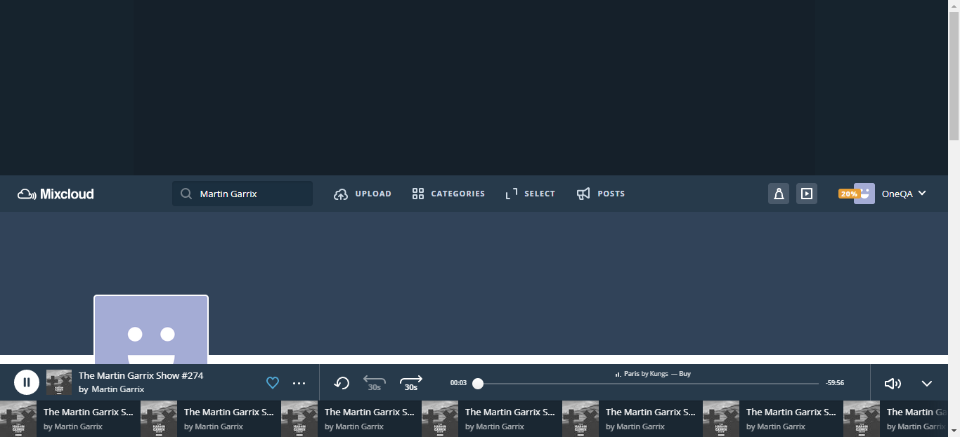 Mixcloud
Martin Garrix
UPLOAD
CATEGORIES
SELECT
POSTS
20%
OneQA
The Martin Garrix Show #274
by Martin Garrix
30s
30s
00:03
Paris by Kungs — Buy
-59:56
The Martin Garrix S...
by Martin Garrix
The Martin Garrix S...
by Martin Garrix
The Martin Garrix S...
by Martin Garrix
The Martin Garrix S...
by Martin Garrix
The Martin Garrix S...
by Martin Garrix
The Martin Garrix S...
by Martin Garrix
The Martin G
by Martin Garrix